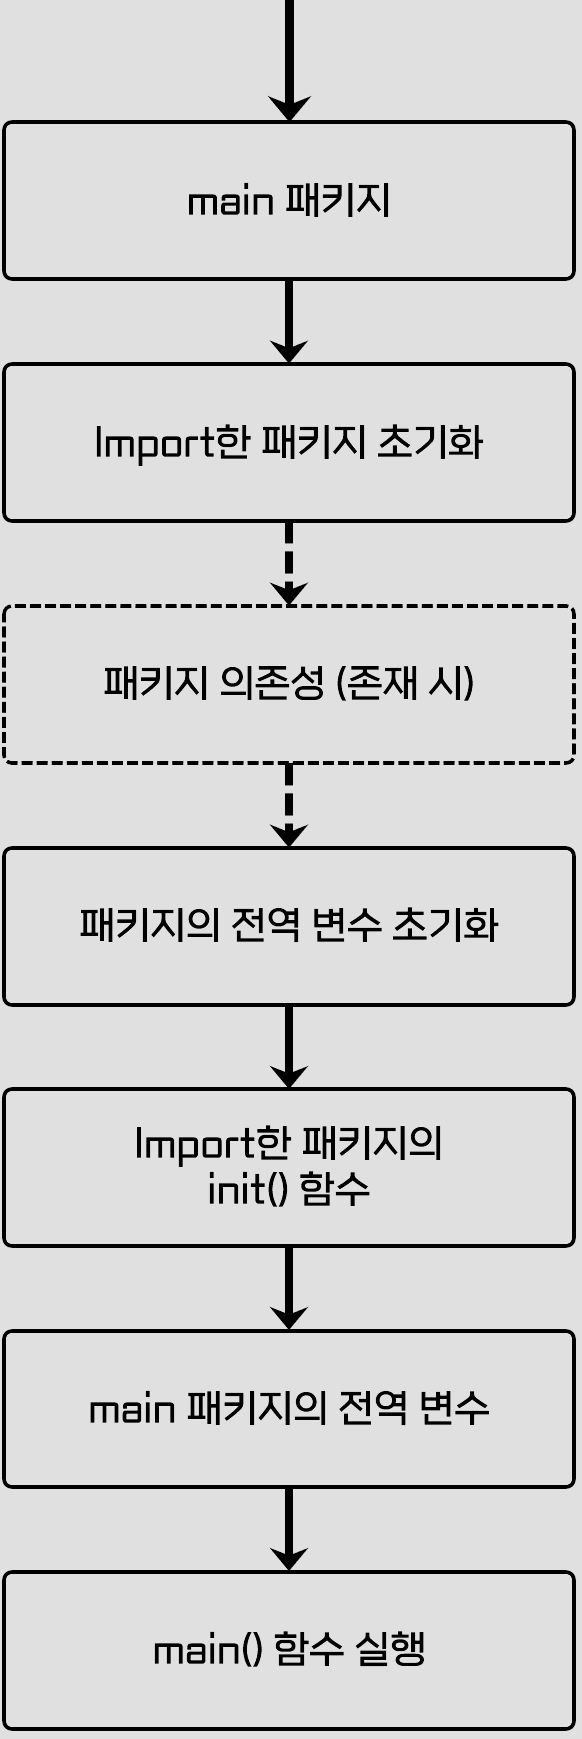 main 패키지
Import한 패키지 초기화
패키지 의존성 (존재 시)
패키지의 전역 변수 초기화
Import한 패키지의
init() 함수
main 패키지의 전역 변수
main() 함수 실행